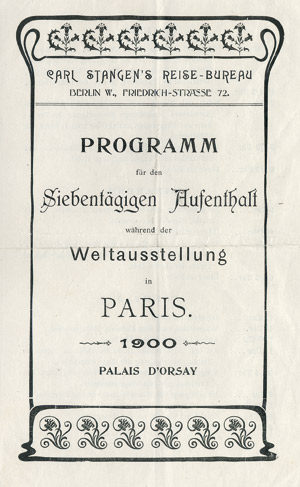 CARL STANGEN'S REISE-BUREAU
BERLIN W., FRIEDRICH-STRASSE 72.
PROGRAMM
für den
Siebentägigen Aufenthalt
während der
Weltausstellung
in
PARIS.
1900
PALAIS D'ORSAY